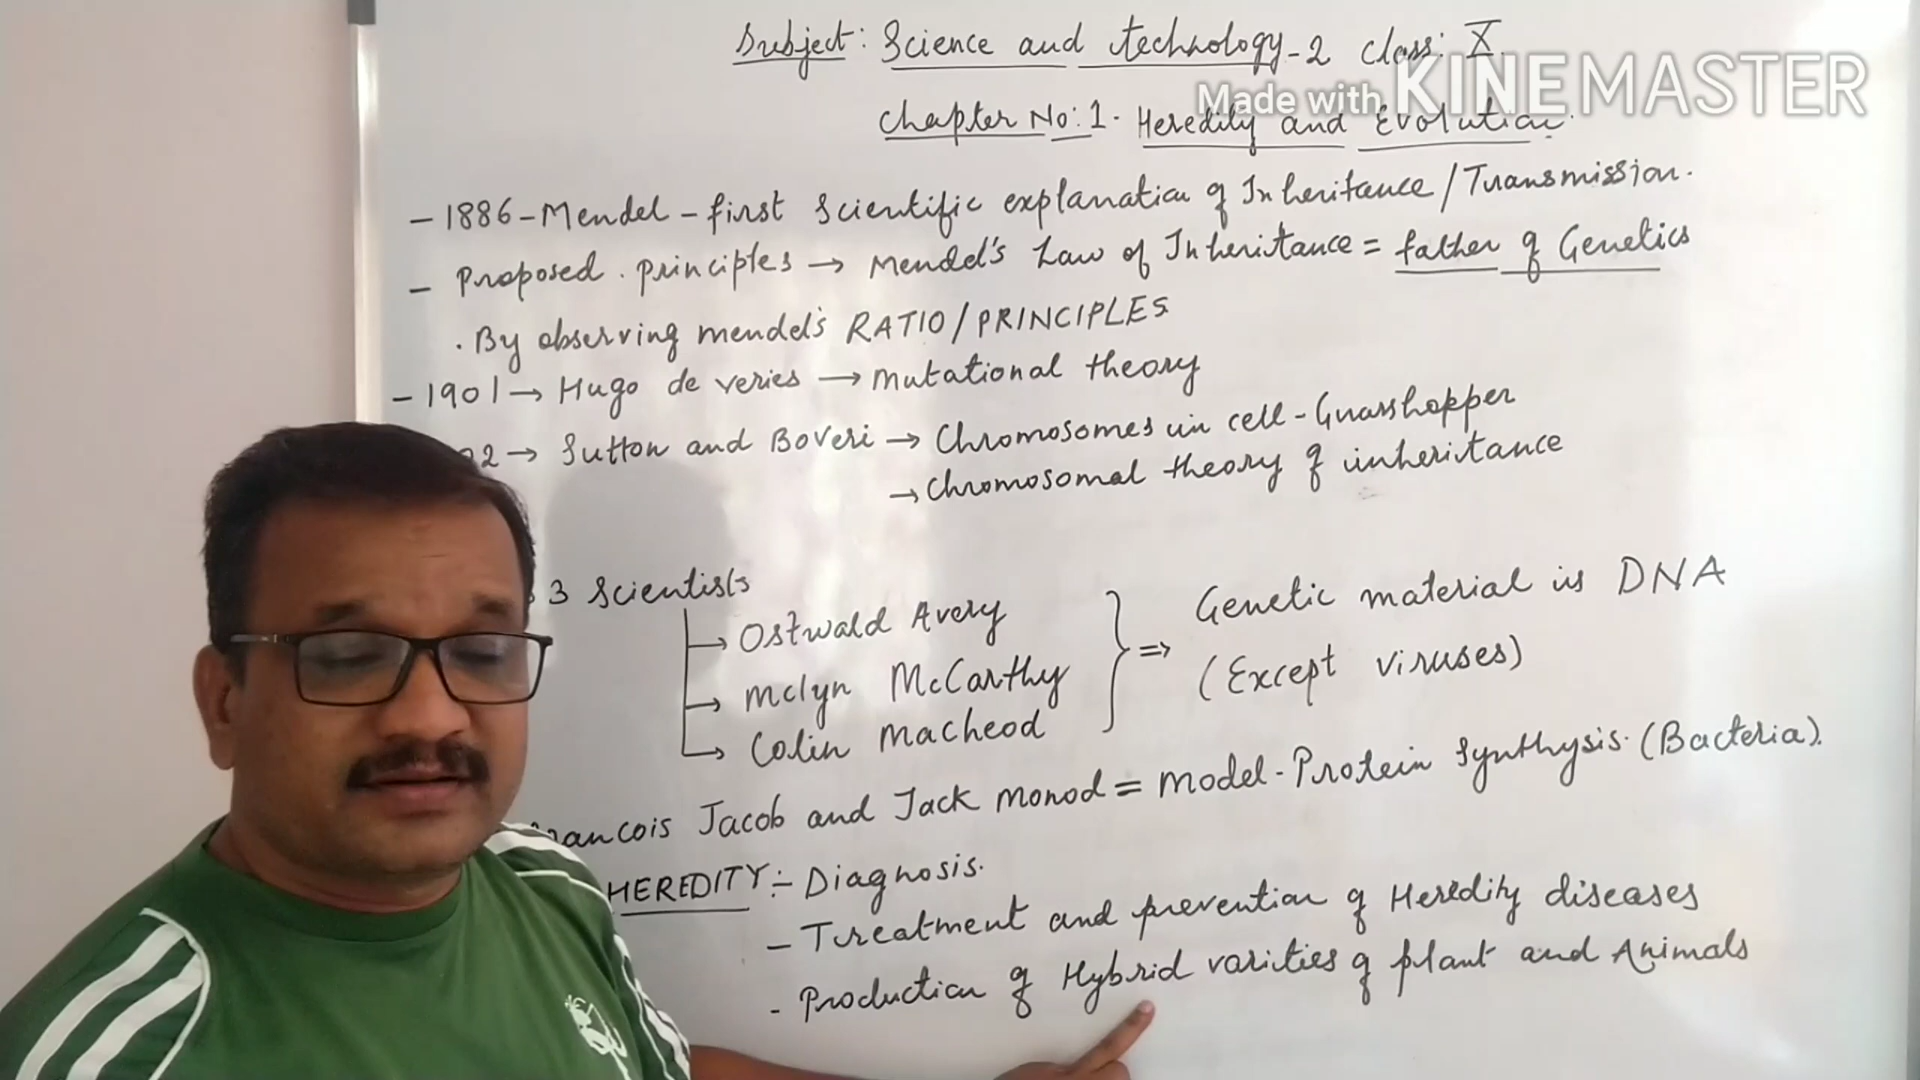 Subject: Science and technology-2 Class: X
Made with KINEMASTER
Chapter No: 1. Heredity and Evolution.
- 1886 - Mendel - first scientific explanation of Inheritance / Transmission.
- Proposed. principles → Mendel's Law of Inheritance = father of Genetics
. By observing mendel's RATIO / PRINCIPLES
- 1901 → Hugo de veries → mutational theory
02 → Sutton and Boveri → Chromosomes in cell - Grasshopper
→ Chromosomal theory of inheritance
3 Scientists
→ Ostwald Avery
→ Mclyn McCarthy
→ Colin Macheod
⇒ Genetic material is DNA
(Except viruses)
rancois Jacob and Jack Monod = model - Protein Synthysis. (Bacteria).
HEREDITY :- Diagnosis.
- Treatment and prevention of Heredity diseases
- Production of Hybrid varities of plant and Animals